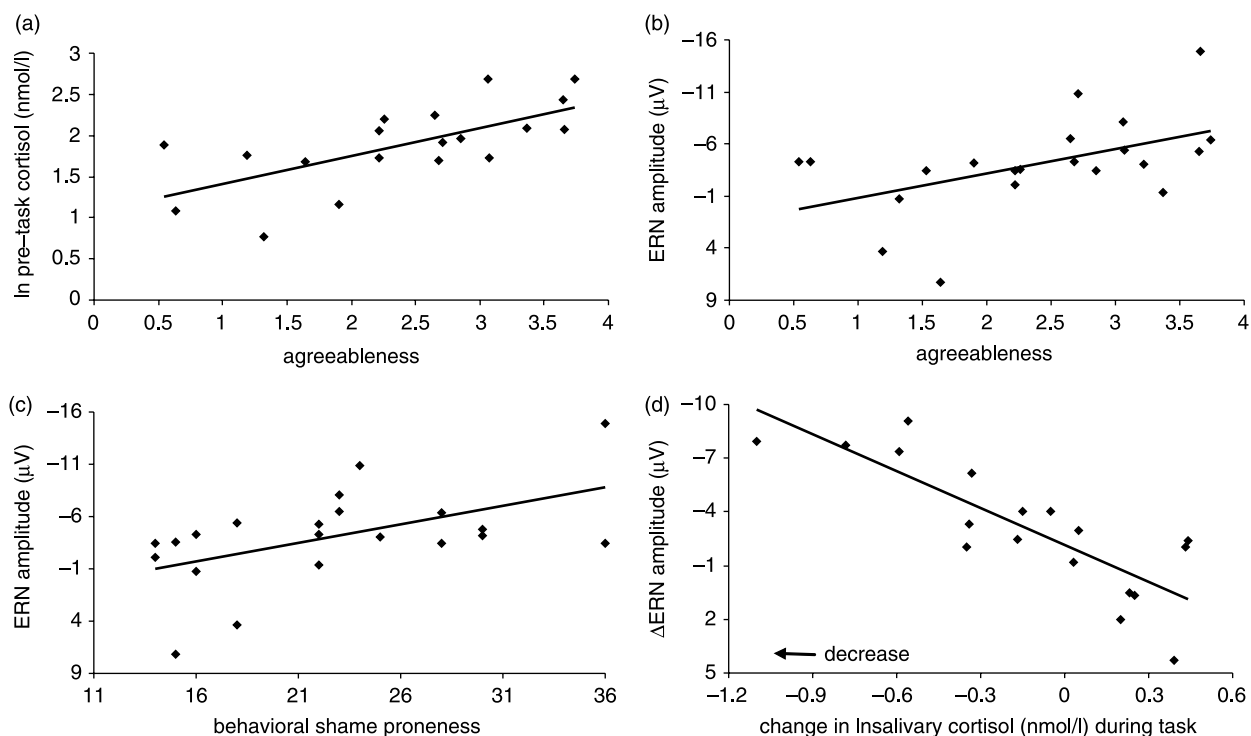 (a)
ln pre–task cortisol (nmol/l)
3
2.5
2
1.5
1
0.5
0
0 0.5 1 1.5 2 2.5 3 3.5 4
agreeableness
(b)
ERN amplitude (μV)
−16
−11
−6
−1
4
9
0 0.5 1 1.5 2 2.5 3 3.5 4
agreeableness
(c)
ERN amplitude (μV)
−16
−11
−6
−1
4
9
11 16 21 26 31 36
behavioral shame proneness
(d)
ΔERN amplitude (μV)
−10
−7
−4
−1
2
5
decrease
−1.2 −0.9 −0.6 −0.3 0 0.3 0.6
change in lnsalivary cortisol (nmol/l) during task